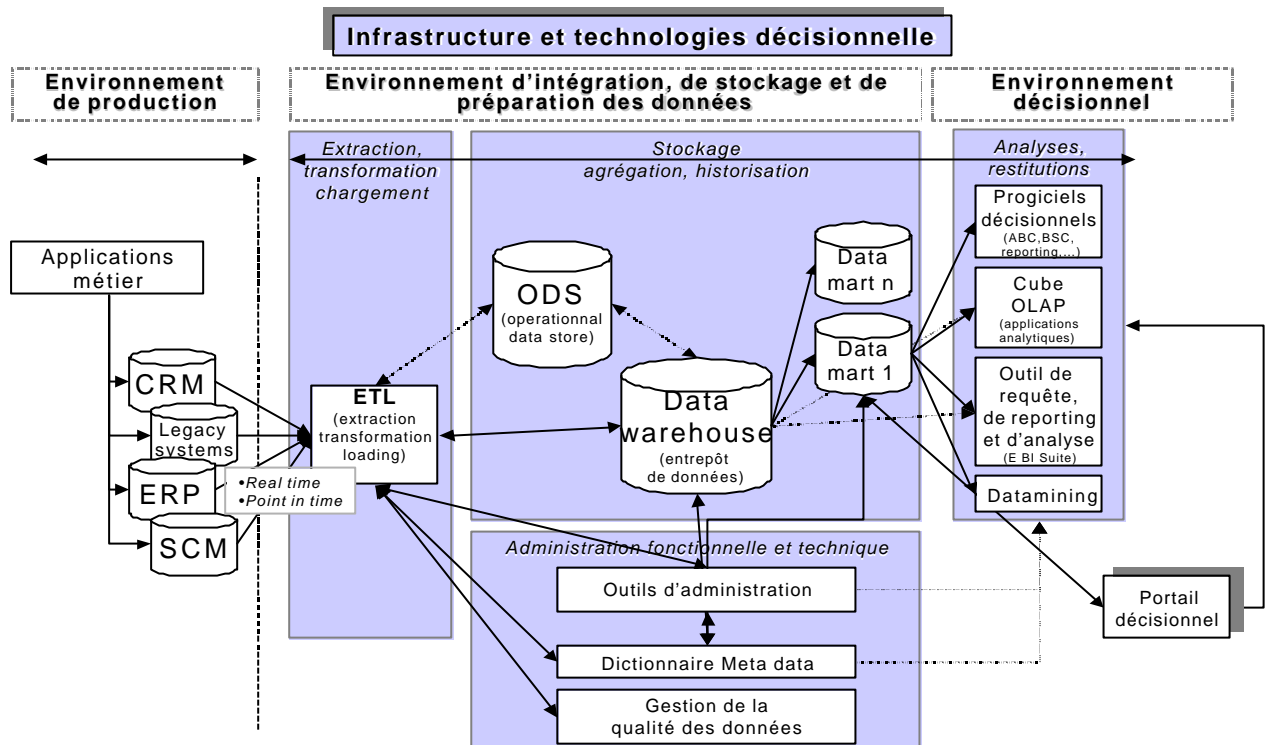 Infrastructure et technologies décisionnelle
Environnement
de production
Environnement d'intégration, de stockage et de
préparation des données
Environnement
décisionnel
Extraction,
transformation
chargement
Stockage
agrégation, historisation
Analyses,
restitutions
Applications
métier
CRM
Legacy
systems
ERP
SCM
•Real time
•Point in time
ETL
(extraction
transformation
loading)
ODS
(operationnal
data store)
Data
warehouse
(entrepôt
de données)
Data
mart n
Data
mart 1
Progiciels
décisionnels
(ABC,BSC,
reporting,...)
Cube
OLAP
(applications
analytiques)
Outil de
requête,
de reporting
et d'analyse
(E BI Suite)
Datamining
Administration fonctionnelle et technique
Outils d'administration
Dictionnaire Meta data
Gestion de la
qualité des données
Portail
décisionnel